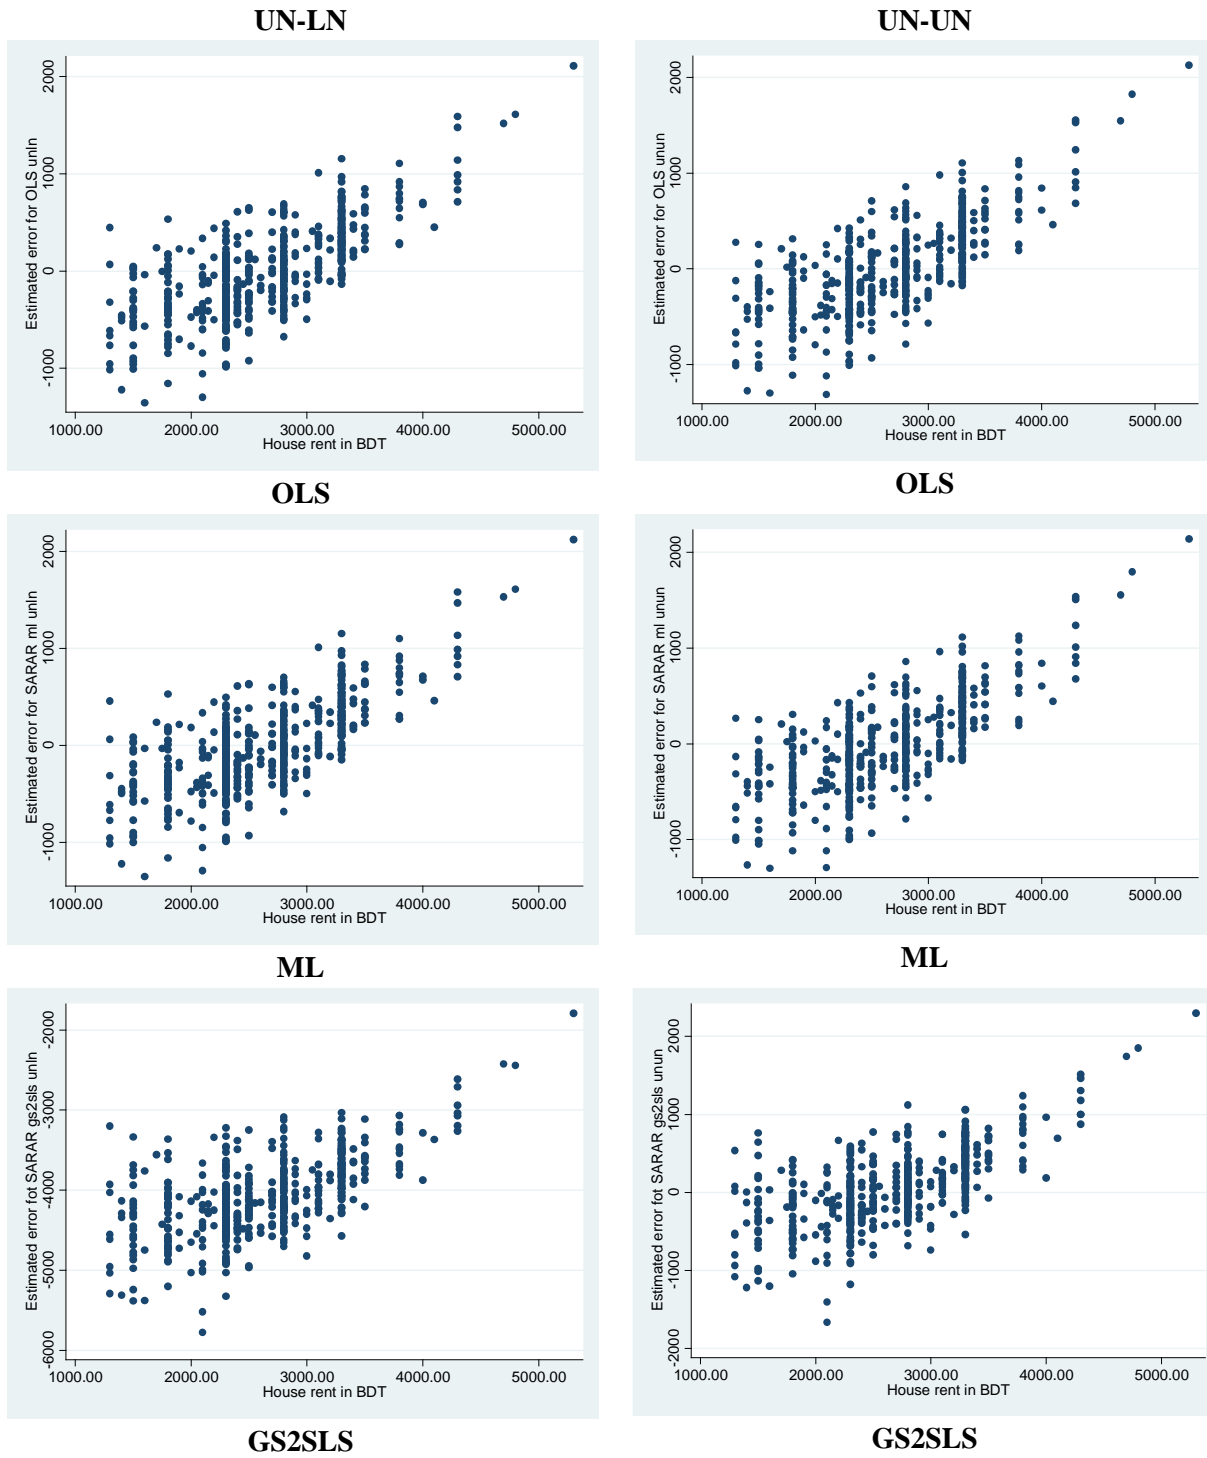 UN-LN
UN-UN
Estimated error for OLS unln
2000
1000
0
-1000
1000.00 2000.00 3000.00 4000.00 5000.00
House rent in BDT
Estimated error for OLS unun
2000
1000
0
-1000
1000.00 2000.00 3000.00 4000.00 5000.00
House rent in BDT
OLS
OLS
Estimated error for SARAR ml unln
2000
1000
0
-1000
1000.00 2000.00 3000.00 4000.00 5000.00
House rent in BDT
Estimated error for SARAR ml unun
2000
1000
0
-1000
1000.00 2000.00 3000.00 4000.00 5000.00
House rent in BDT
ML
ML
Estimated error fot SARAR gs2sls unln
-2000
-3000
-4000
-5000
-6000
1000.00 2000.00 3000.00 4000.00 5000.00
House rent in BDT
Estimated error fot SARAR gs2sls unun
2000
1000
0
-1000
-2000
1000.00 2000.00 3000.00 4000.00 5000.00
House rent in BDT
GS2SLS
GS2SLS